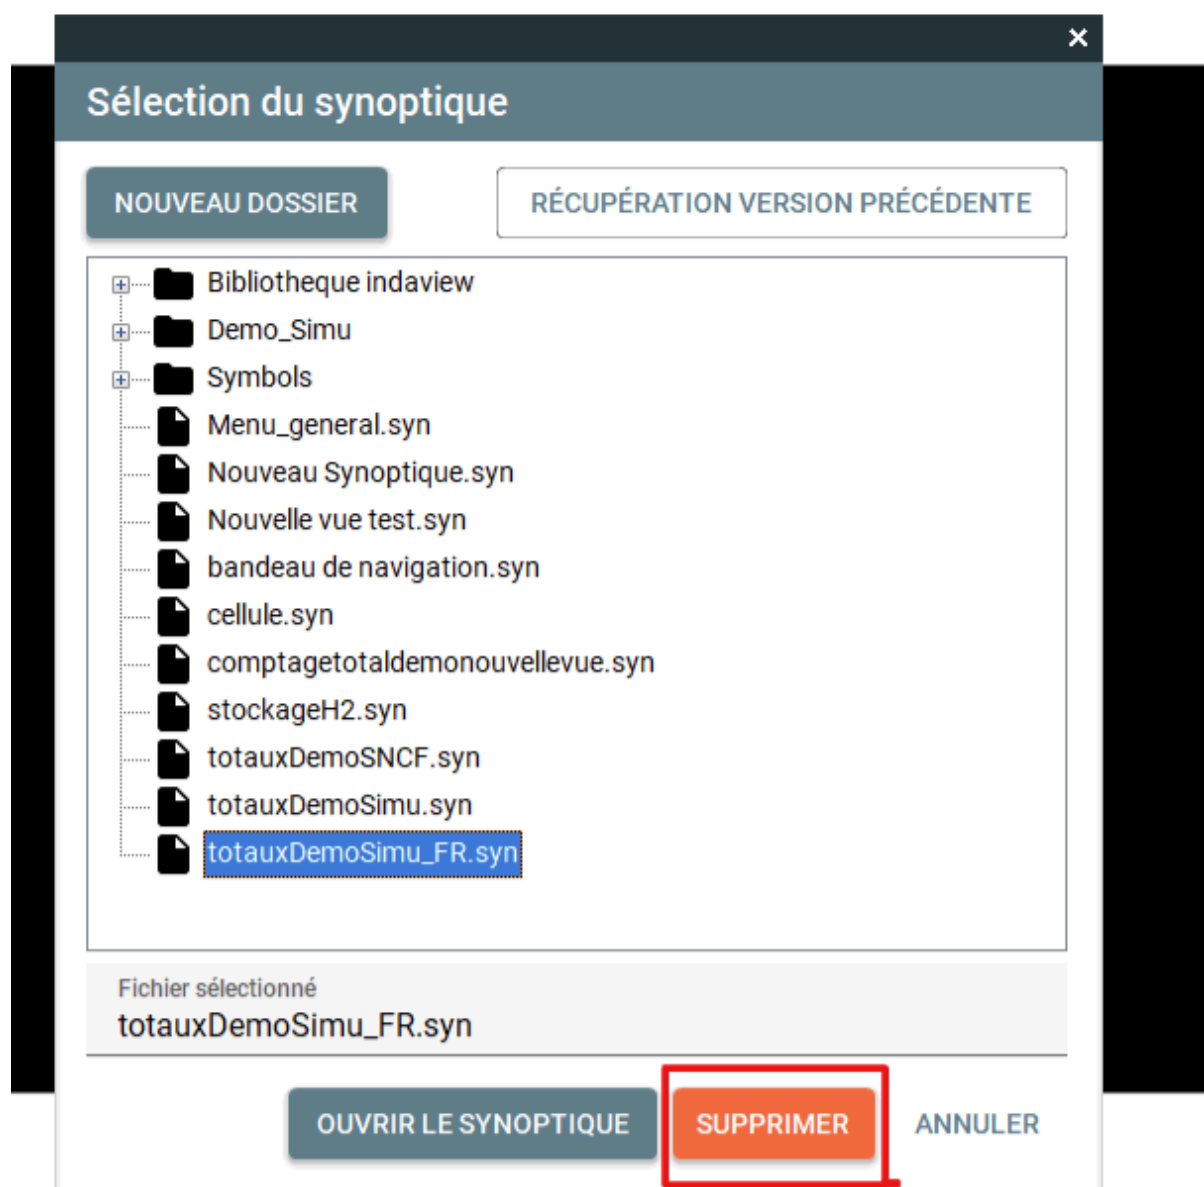 Sélection du synoptique
NOUVEAU DOSSIER
RÉCUPÉRATION VERSION PRÉCÉDENTE
Bibliotheque indaview
Demo_Simu
Symbols
Menu_general.syn
Nouveau Synoptique.syn
Nouvelle vue test.syn
bandeau de navigation.syn
cellule.syn
comptagetotaldemonouvellevue.syn
stockageH2.syn
totauxDemoSNCF.syn
totauxDemoSimu.syn
totauxDemoSimu_FR.syn
Fichier sélectionné
totauxDemoSimu_FR.syn
OUVRIR LE SYNOPTIQUE
SUPPRIMER
ANNULER